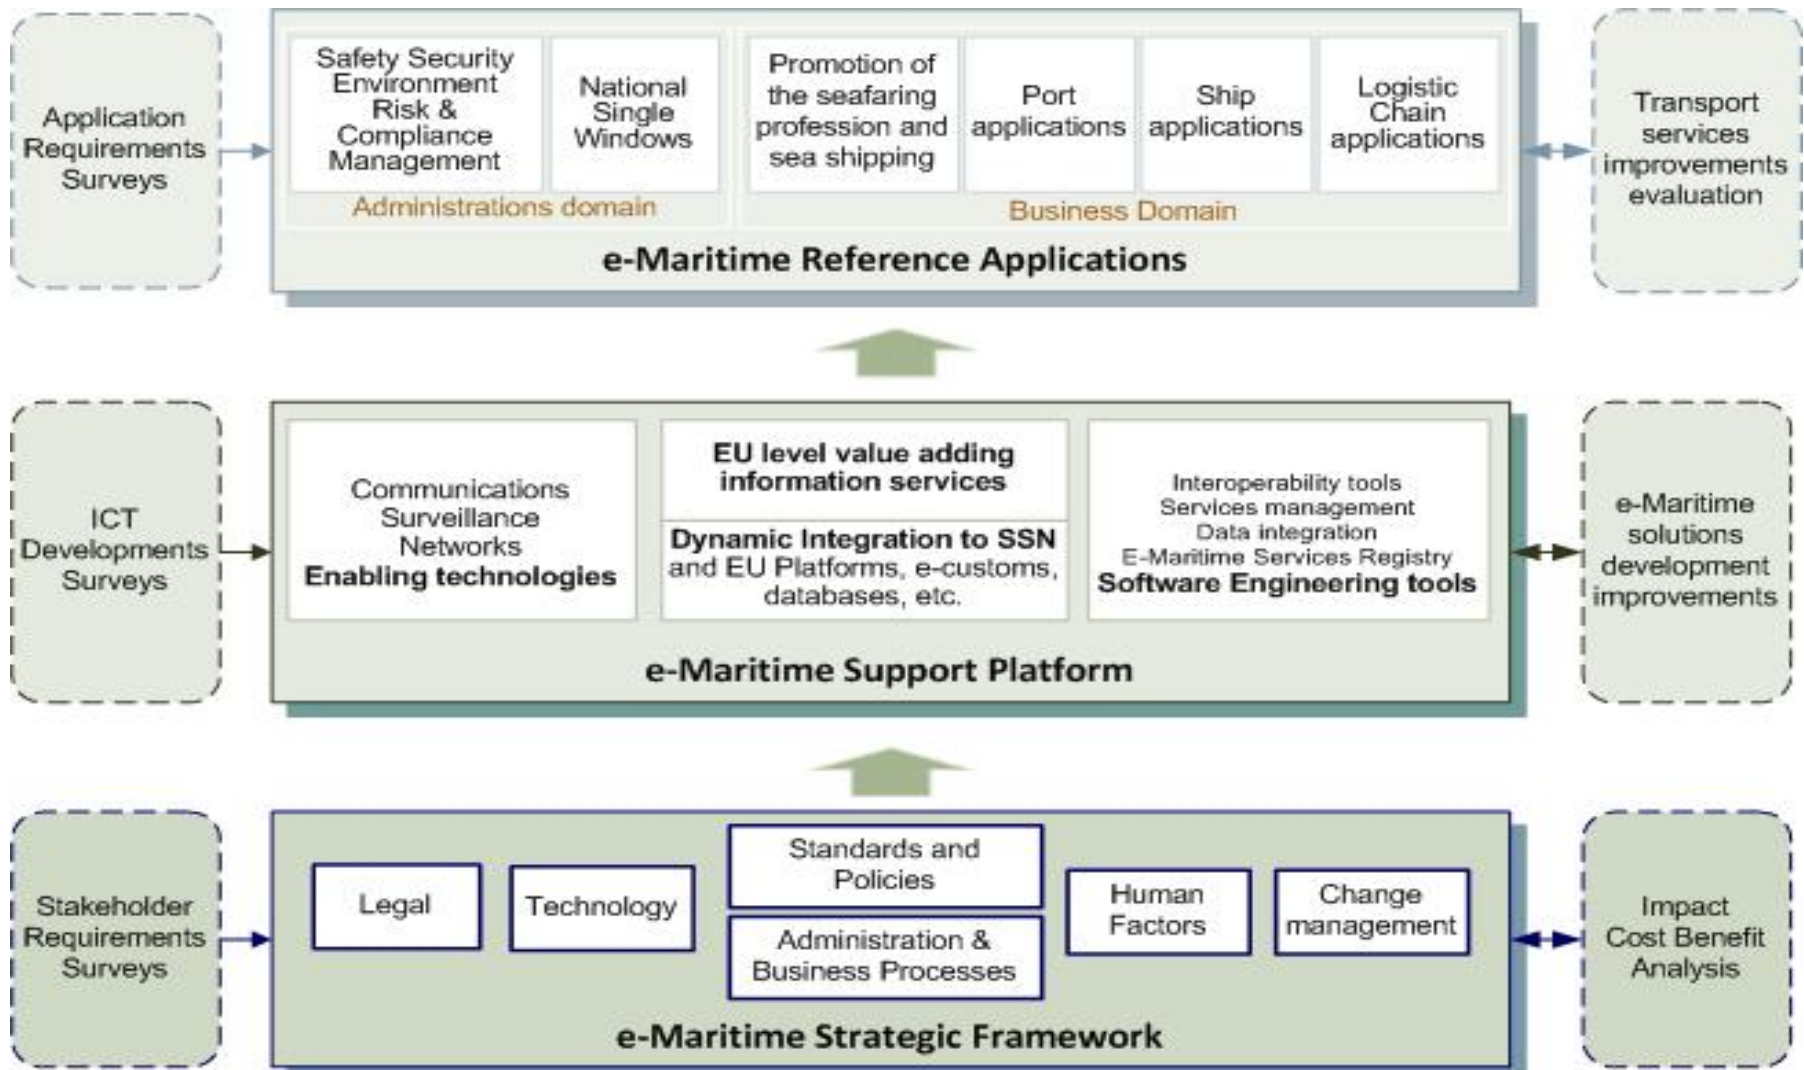 Application
Requirements
Surveys
Safety Security
Environment
Risk &
Compliance
Management
National
Single
Windows
Administrations domain
Promotion of
the seafaring
profession and
sea shipping
Port
applications
Ship
applications
Logistic
Chain
applications
Business Domain
e-Maritime Reference Applications
Transport
services
improvements
evaluation
ICT
Developments
Surveys
Communications
Surveillance
Networks
Enabling technologies
EU level value adding
information services
Dynamic Integration to SSN
and EU Platforms, e-customs,
databases, etc.
Interoperability tools
Services management
Data integration
E-Maritime Services Registry
Software Engineering tools
e-Maritime Support Platform
e-Maritime
solutions
development
improvements
Stakeholder
Requirements
Surveys
Legal
Technology
Standards and
Policies
Administration &
Business Processes
Human
Factors
Change
management
e-Maritime Strategic Framework
Impact
Cost Benefit
Analysis